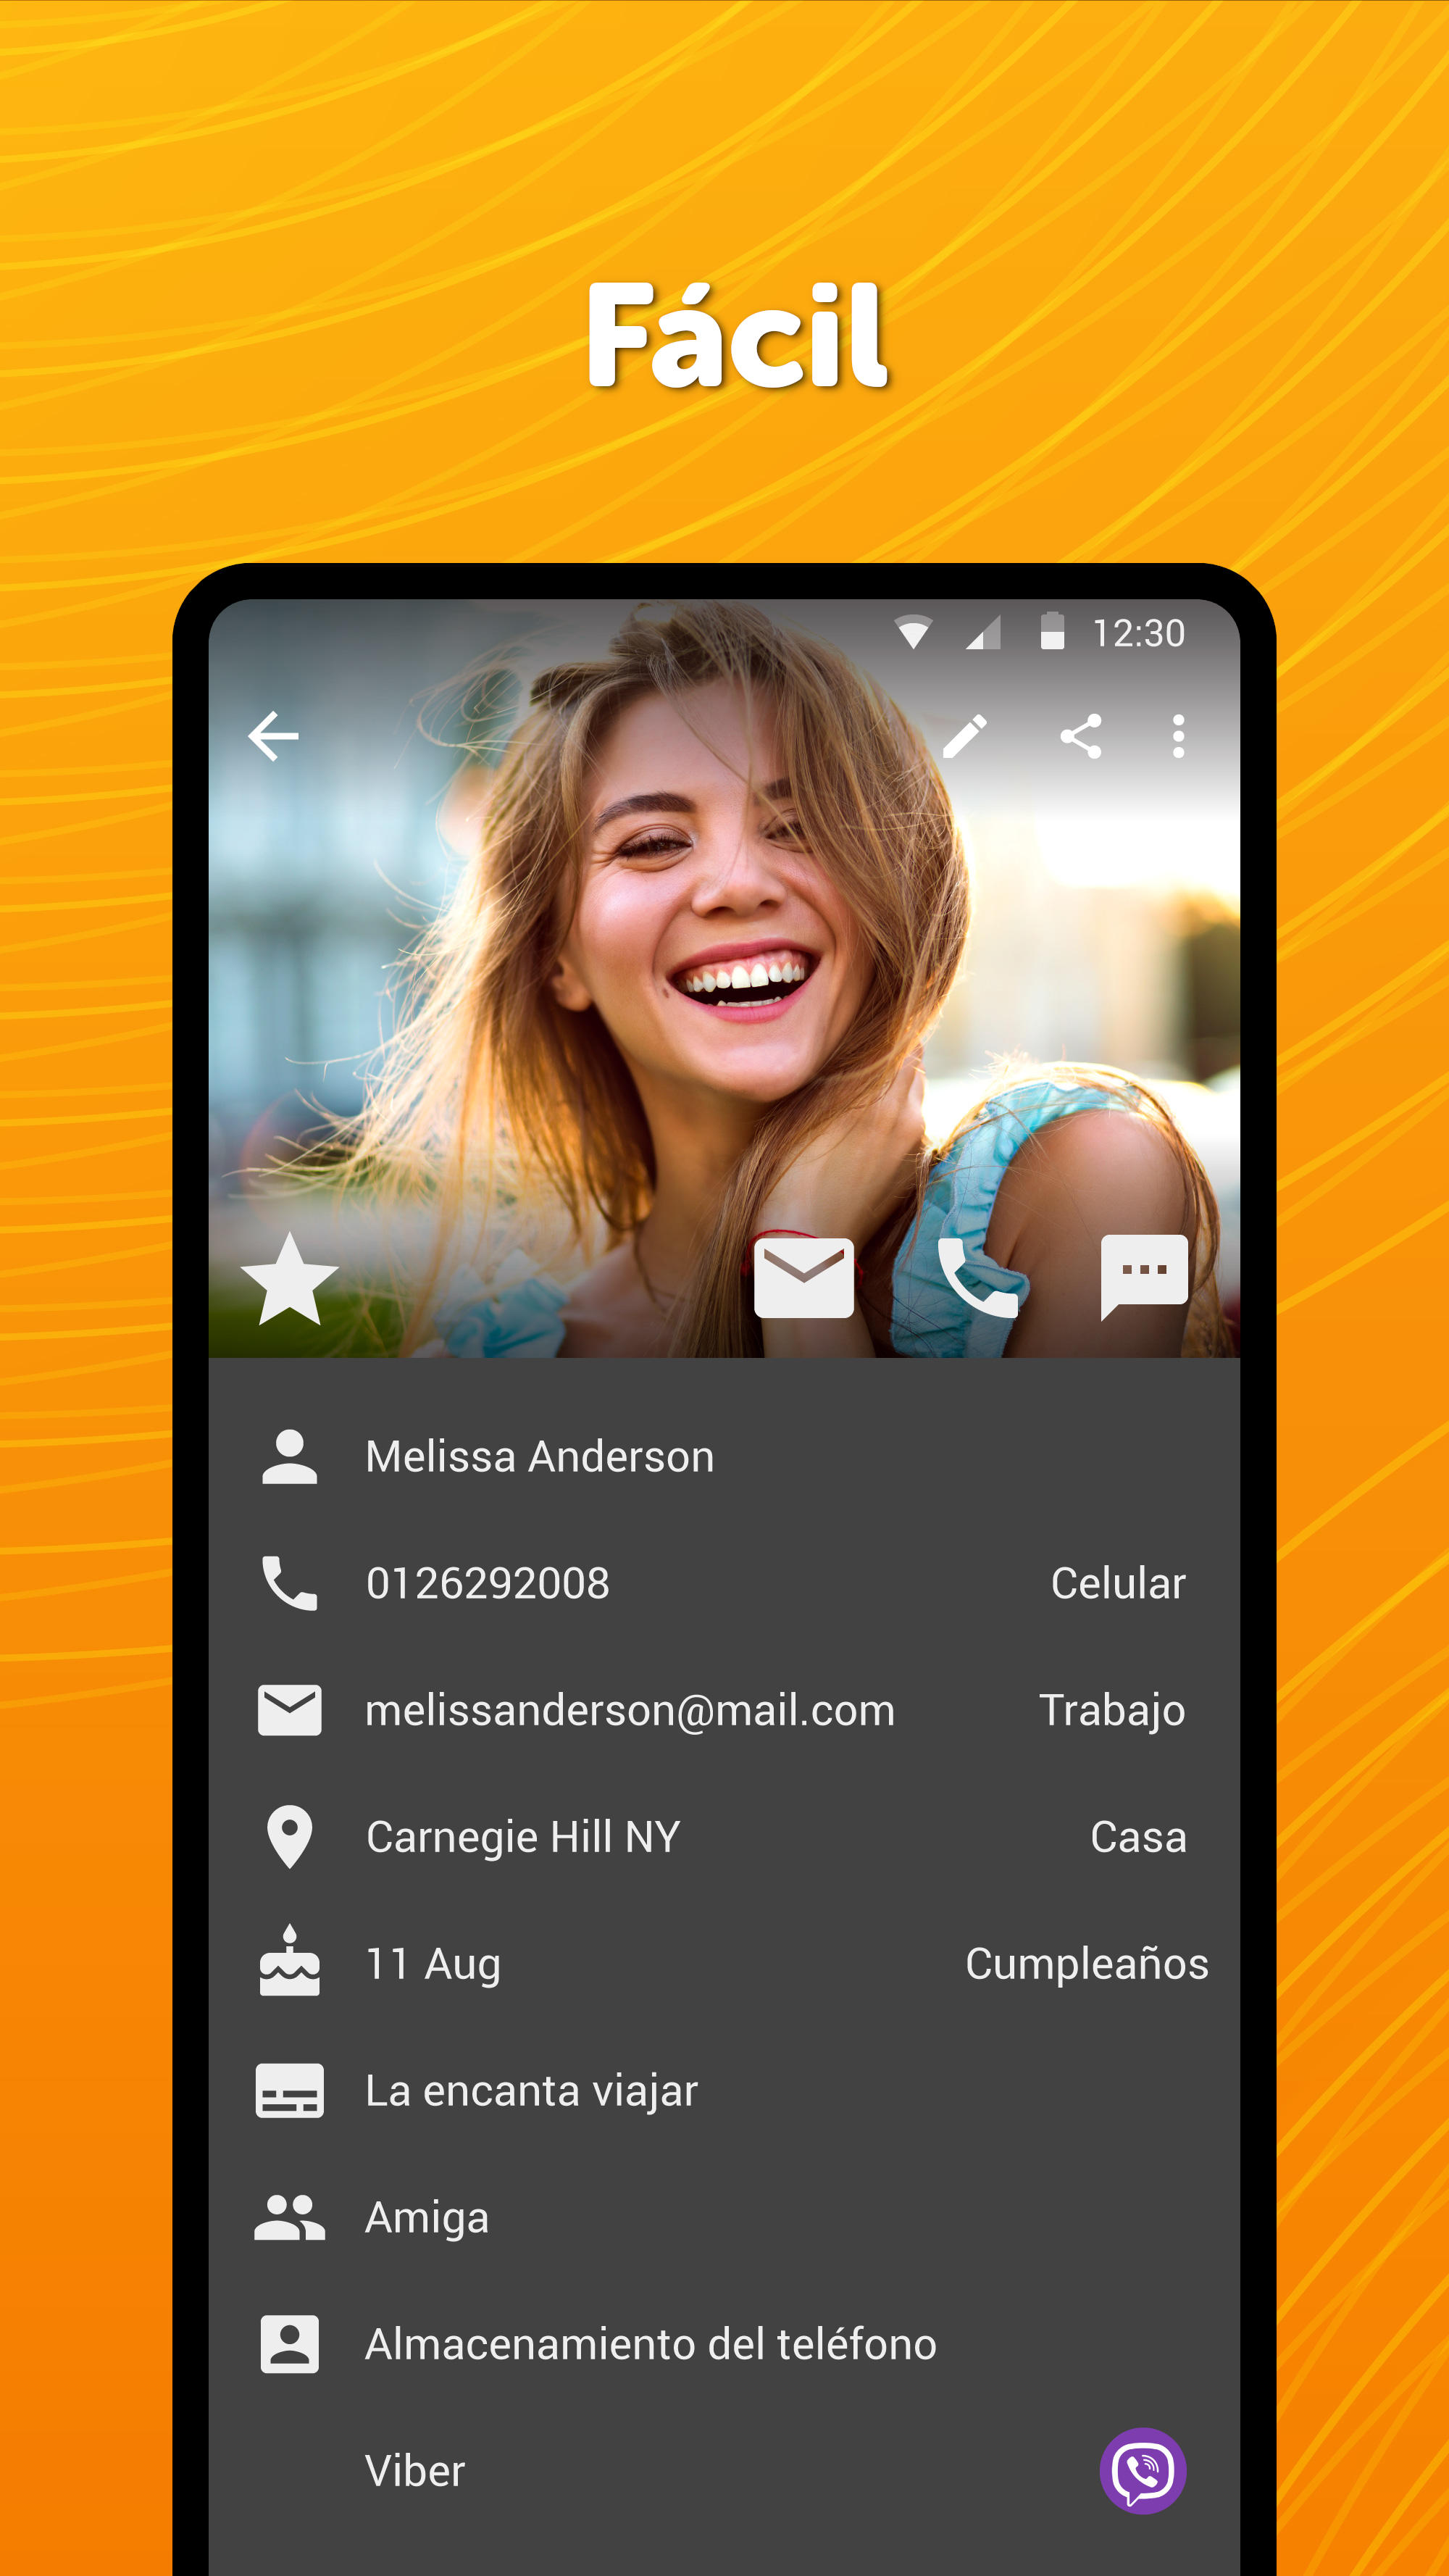 Fácil
12:30
Melissa Anderson
0126292008 Celular
melissanderson@mail.com Trabajo
Carnegie Hill NY Casa
11 Aug Cumpleaños
La encanta viajar
Amiga
Almacenamiento del teléfono
Viber